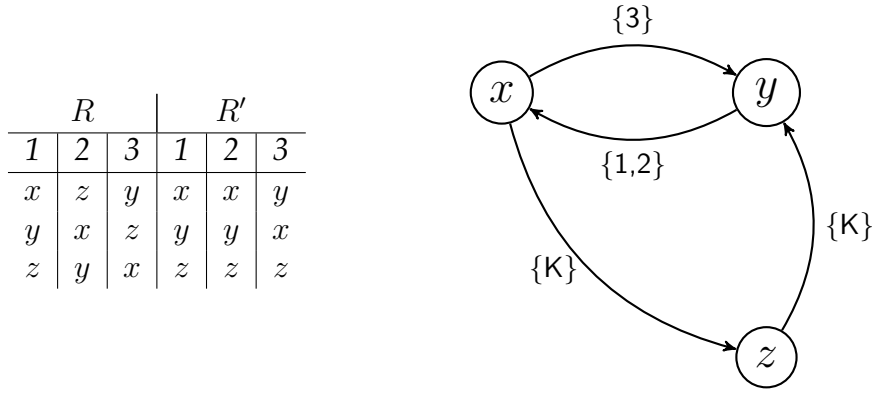 R R′
1 2 3 1 2 3
x z y x x y
y x z y y x
z y x z z z
{3}
x y
{1,2}
{K} {K}
z